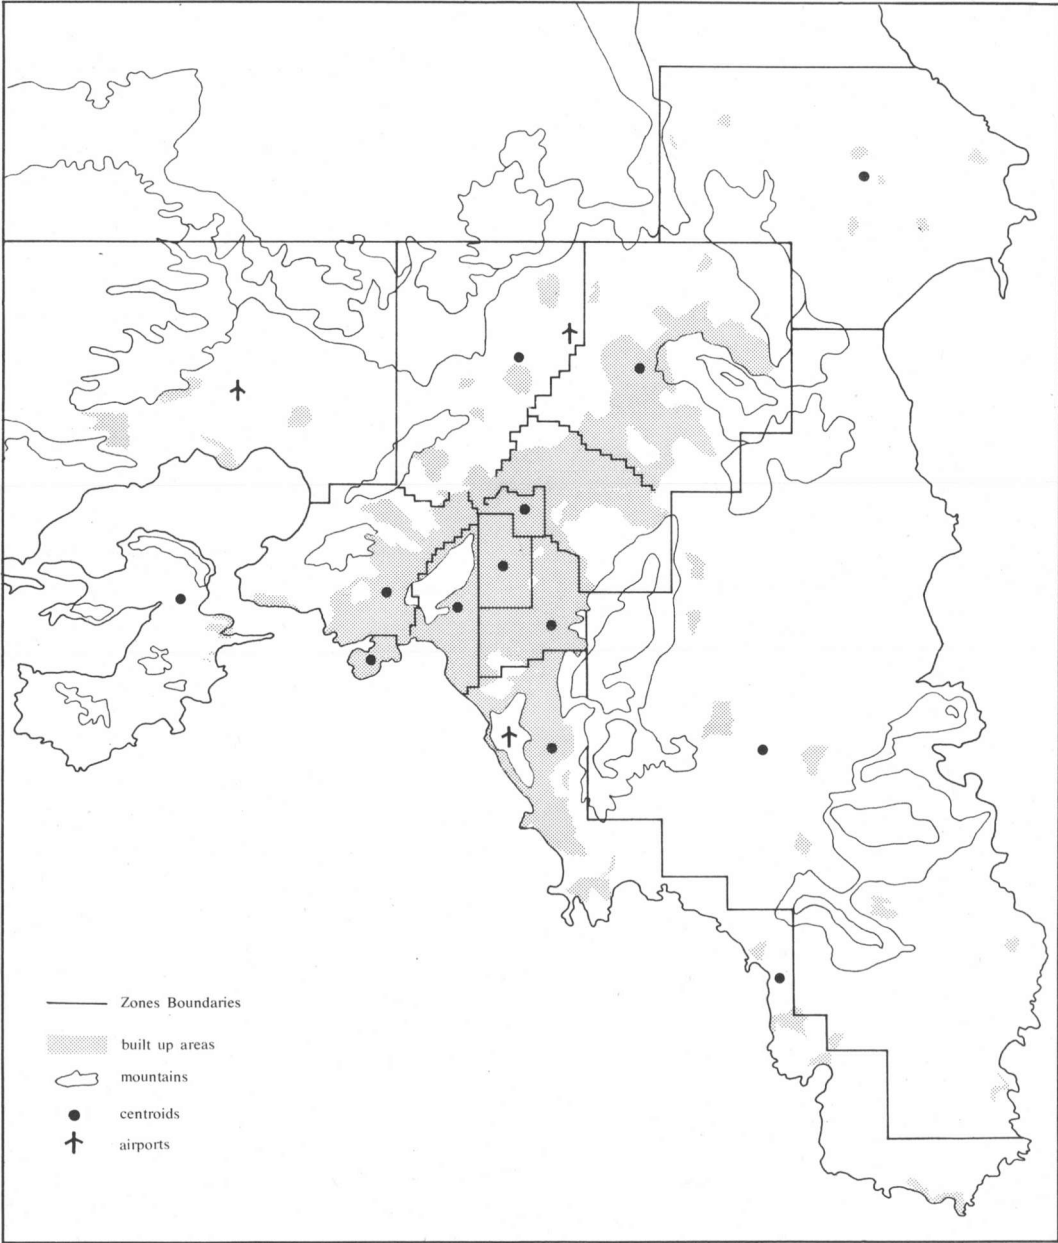 Zones Boundaries
built up areas
mountains
centroids
airports